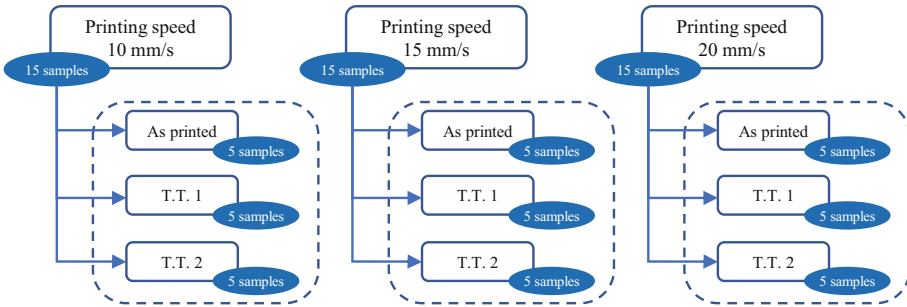 Printing speed
10 mm/s
15 samples
As printed
5 samples
T.T. 1
5 samples
T.T. 2
5 samples
Printing speed
15 mm/s
15 samples
As printed
5 samples
T.T. 1
5 samples
T.T. 2
5 samples
Printing speed
20 mm/s
15 samples
As printed
5 samples
T.T. 1
5 samples
T.T. 2
5 samples